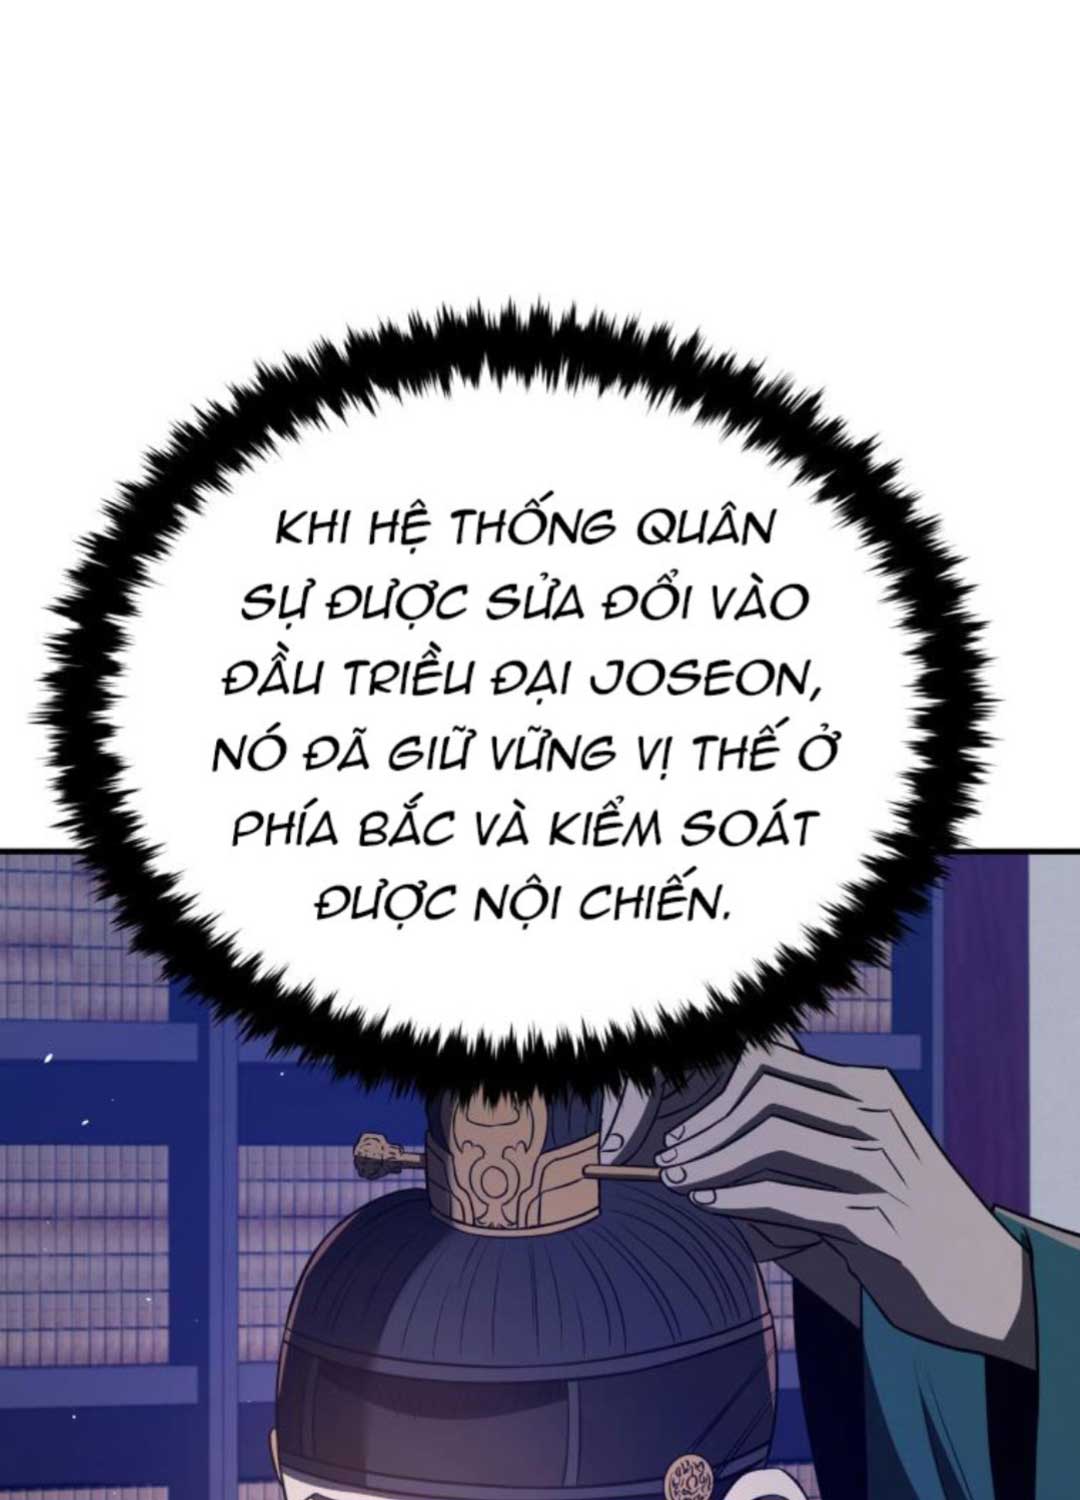 KHI HỆ THỐNG QUÂN
SỰ ĐƯỢC SỬA ĐỔI VÀO
ĐẦU TRIỀU ĐẠI JOSEON,
NÓ ĐÃ GIỮ VỮNG VỊ THẾ Ở
PHÍA BẮC VÀ KIỂM SOÁT
ĐƯỢC NỘI CHIẾN.